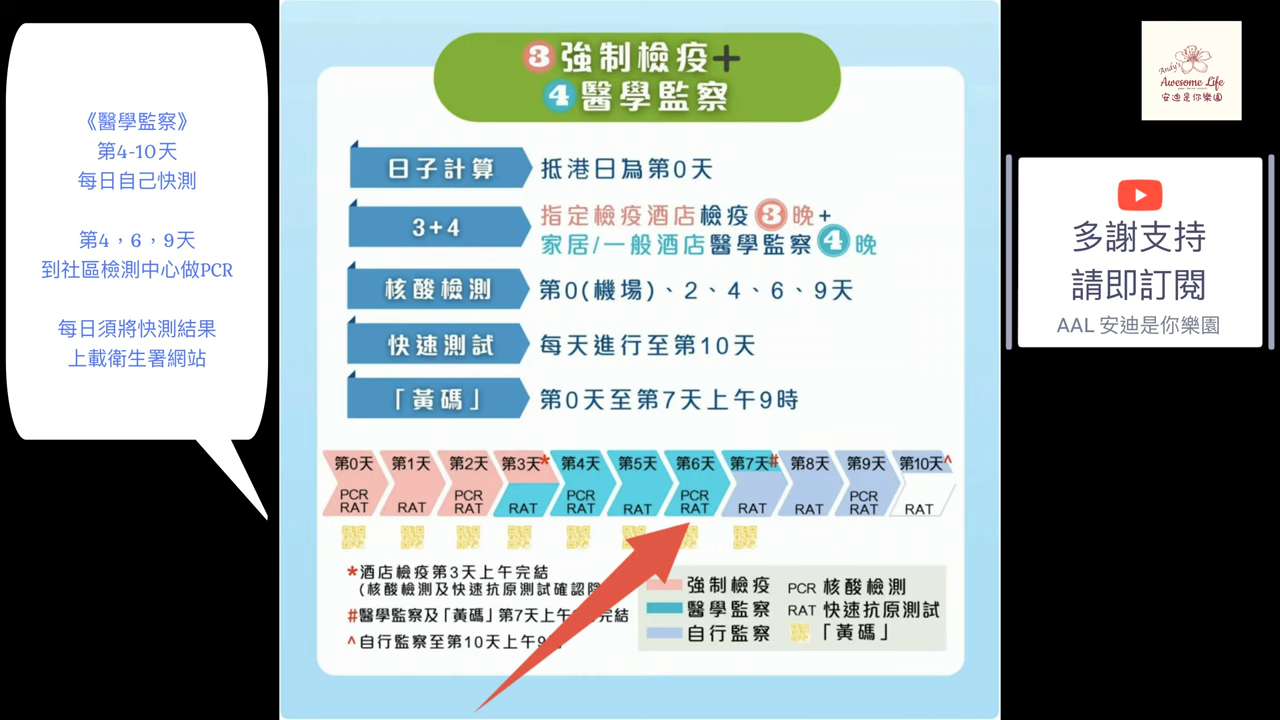 《醫學監察》
第4-10天
每日自己快測
第4，6，9天
到社區檢測中心做PCR
每日須將快測結果
上載衛生署網站
3強制檢疫+
4醫學監察
日子計算 抵港日為第0天
3+4 指定檢疫酒店檢疫3晚+
家居/一般酒店醫學監察4晚
核酸檢測 第0(機場)、2、4、6、9天
快速測試 每天進行至第10天
「黃碼」 第0天至第7天上午9時
第0天 第1天 第2天 第3天* 第4天 第5天 第6天 第7天# 第8天 第9天 第10天^
PCR PCR PCR PCR PCR
RAT RAT RAT RAT RAT RAT RAT RAT RAT RAT RAT
*酒店檢疫第3天上午完結
(核酸檢測及快速抗原測試確認
#醫學監察及「黃碼」第7天上午 完結
^自行監察至第10天上午
強制檢疫 PCR 核酸檢測
醫學監察 RAT 快速抗原測試
自行監察 「黃碼」
Andy's
Awesome Life
安迪是你樂園
多謝支持
請即訂閱
AAL 安迪是你樂園